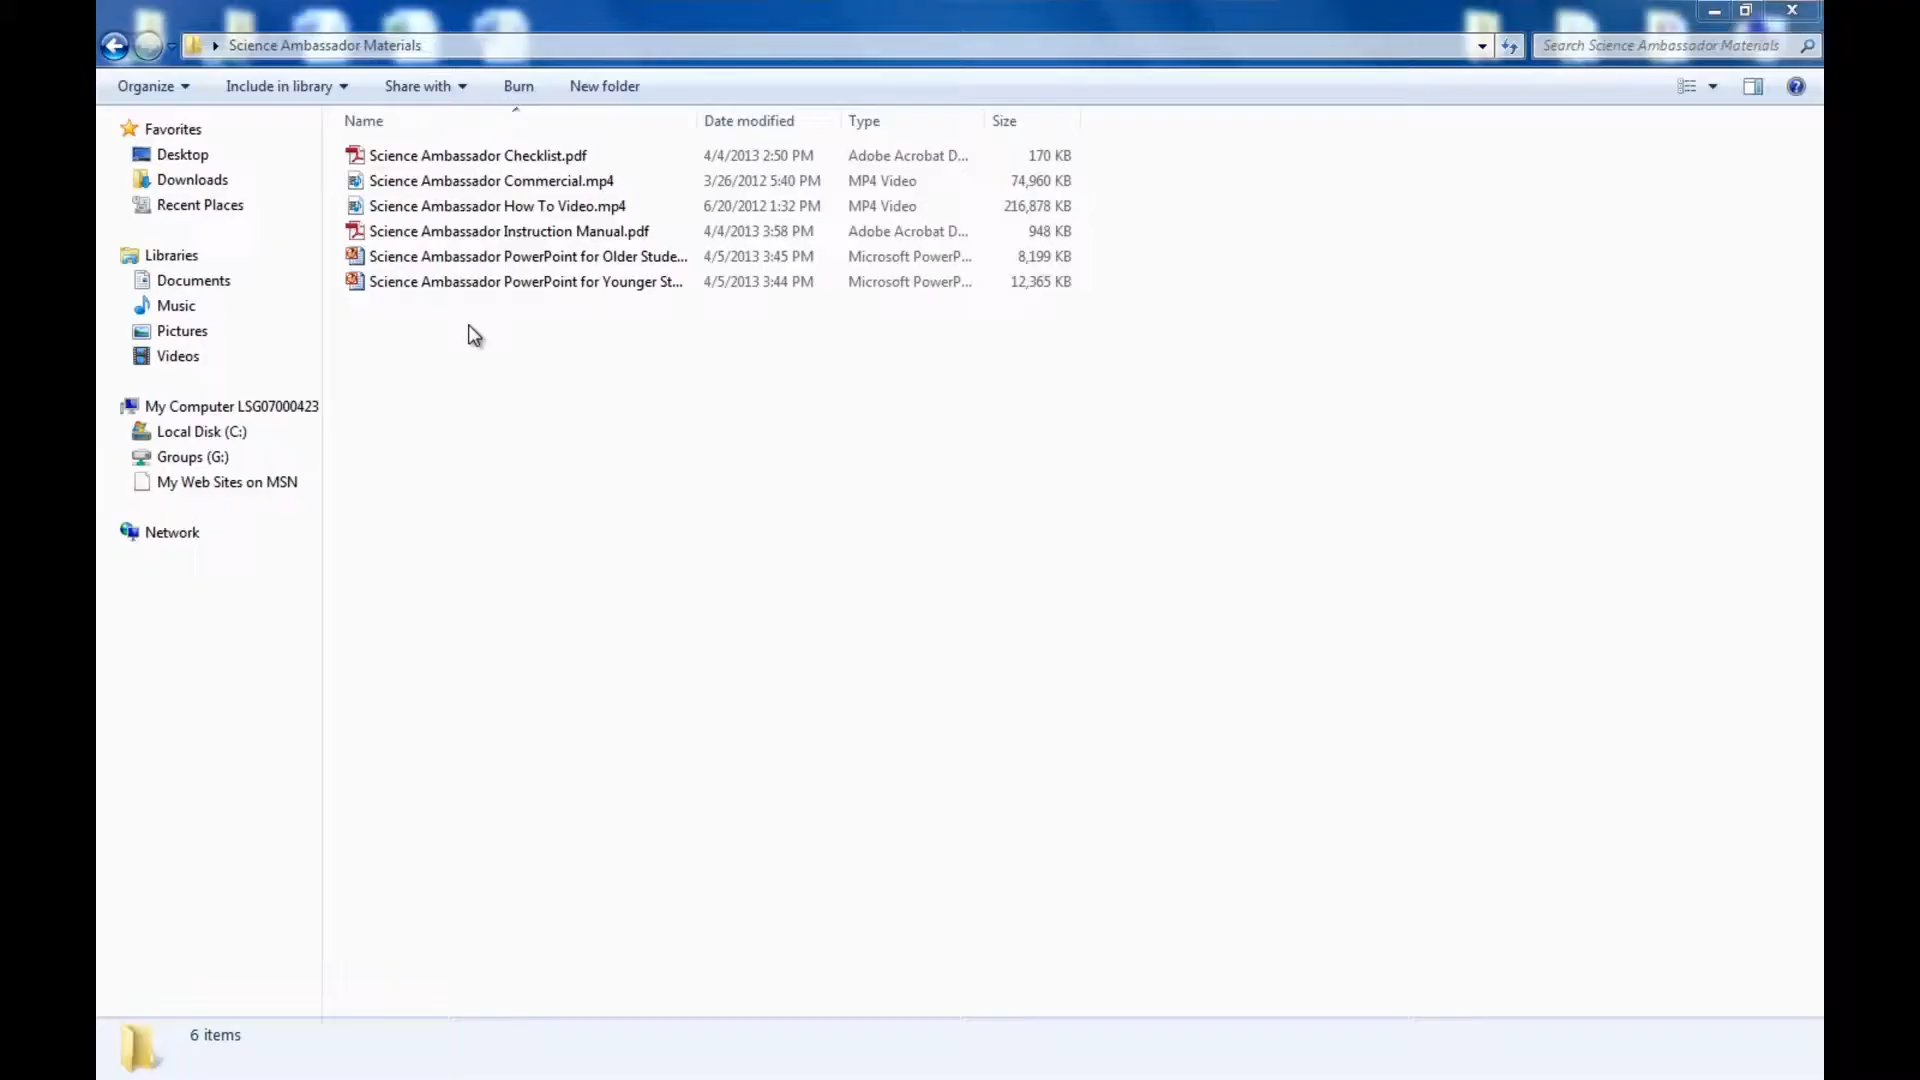 Science Ambassador Materials
Search Science Ambassador Materials
Organize Include in library Share with Burn New folder
Name Date modified Type Size
Favorites
Desktop
Downloads
Recent Places
Libraries
Documents
Music
Pictures
Videos
My Computer LSG07000423
Local Disk (C:)
Groups (G:)
My Web Sites on MSN
Network
Science Ambassador Checklist.pdf 4/4/2013 2:50 PM Adobe Acrobat D... 170 KB
Science Ambassador Commercial.mp4 3/26/2012 5:40 PM MP4 Video 74,960 KB
Science Ambassador How To Video.mp4 6/20/2012 1:32 PM MP4 Video 216,878 KB
Science Ambassador Instruction Manual.pdf 4/4/2013 3:58 PM Adobe Acrobat D... 948 KB
Science Ambassador PowerPoint for Older Stude... 4/5/2013 3:45 PM Microsoft PowerP... 8,199 KB
Science Ambassador PowerPoint for Younger St... 4/5/2013 3:44 PM Microsoft PowerP... 12,365 KB
6 items